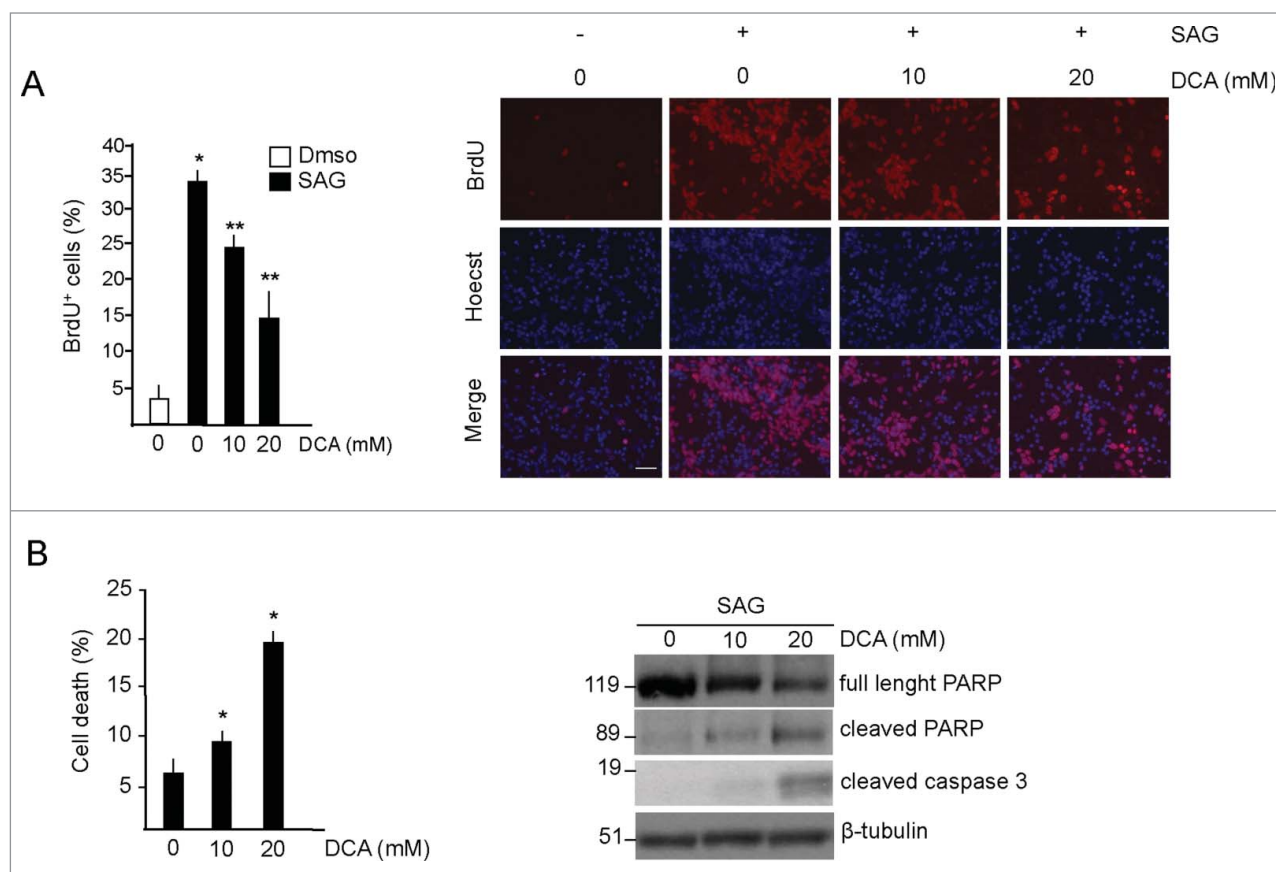 - + + + SAG
0 0 10 20 DCA (mM)
A
BrdU⁺ cells (%)
40
35
30
25
20
15
10
5
* ** **
Dmso
SAG
0 0 10 20 DCA (mM)
BrdU
Hoecst
Merge
B
Cell death (%)
25
20
15
10
5
* * *
0 10 20 DCA (mM)
SAG
0 10 20 DCA (mM)
119 full lenght PARP
89 cleaved PARP
19 cleaved caspase 3
51 β-tubulin